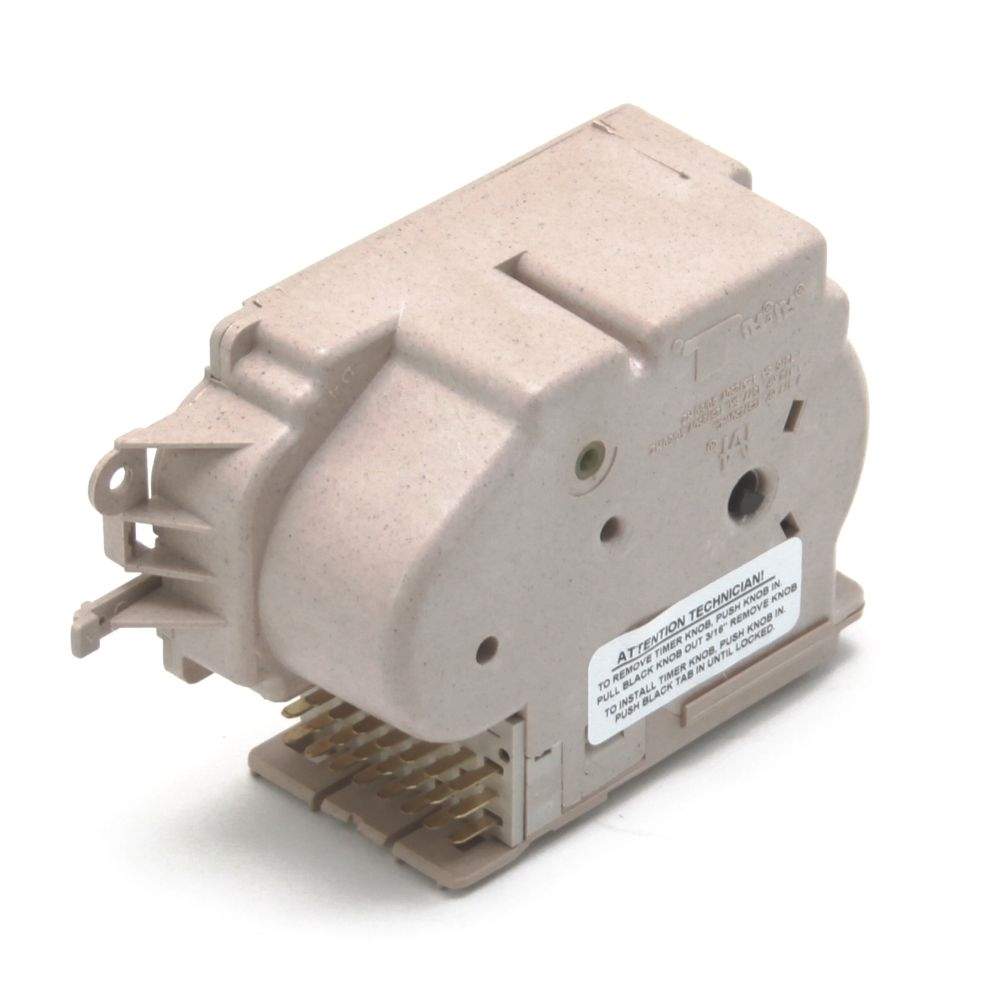 ATTENTION TECHNICIAN!
TO REMOVE TIMER KNOB, PUSH KNOB IN.
PULL BLACK KNOB OUT 3/16" REMOVE KNOB
TO INSTALL TIMER KNOB, PUSH KNOB IN.
PUSH BLACK TAB IN UNTIL LOCKED.